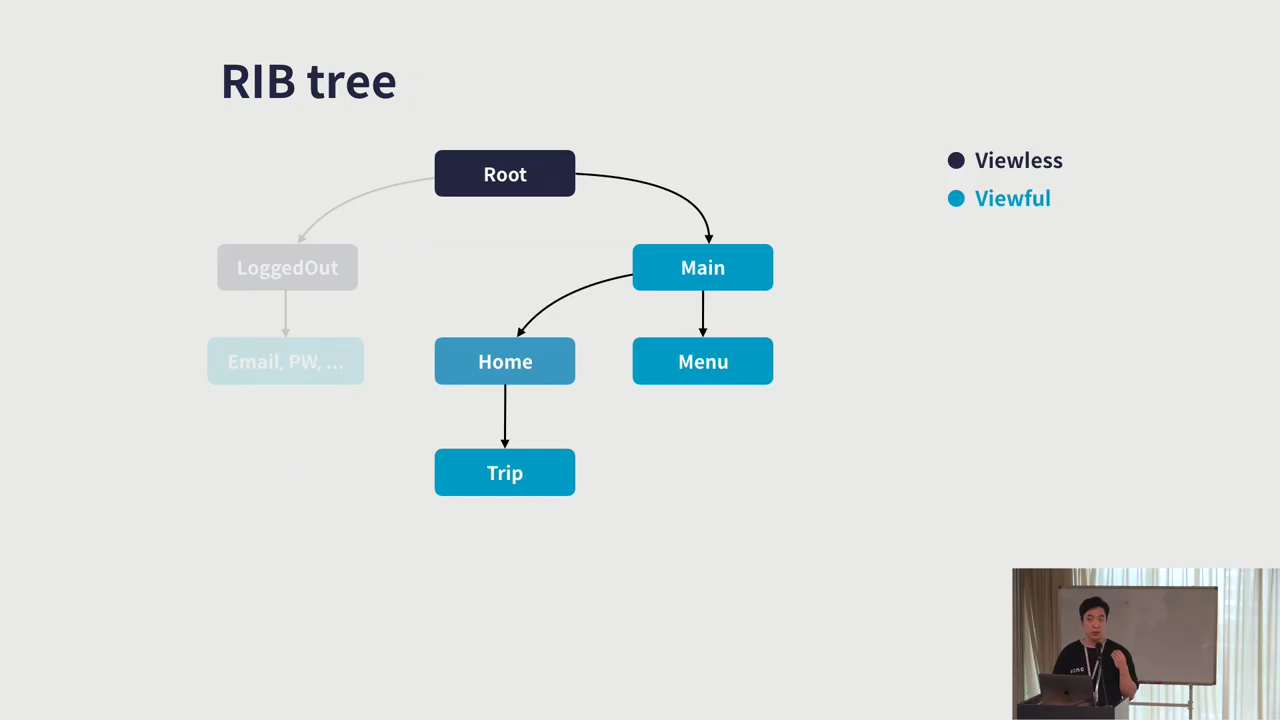 RIB tree
Root
Viewless
Viewful
LoggedOut
Main
Email, PW, ...
Home
Menu
Trip